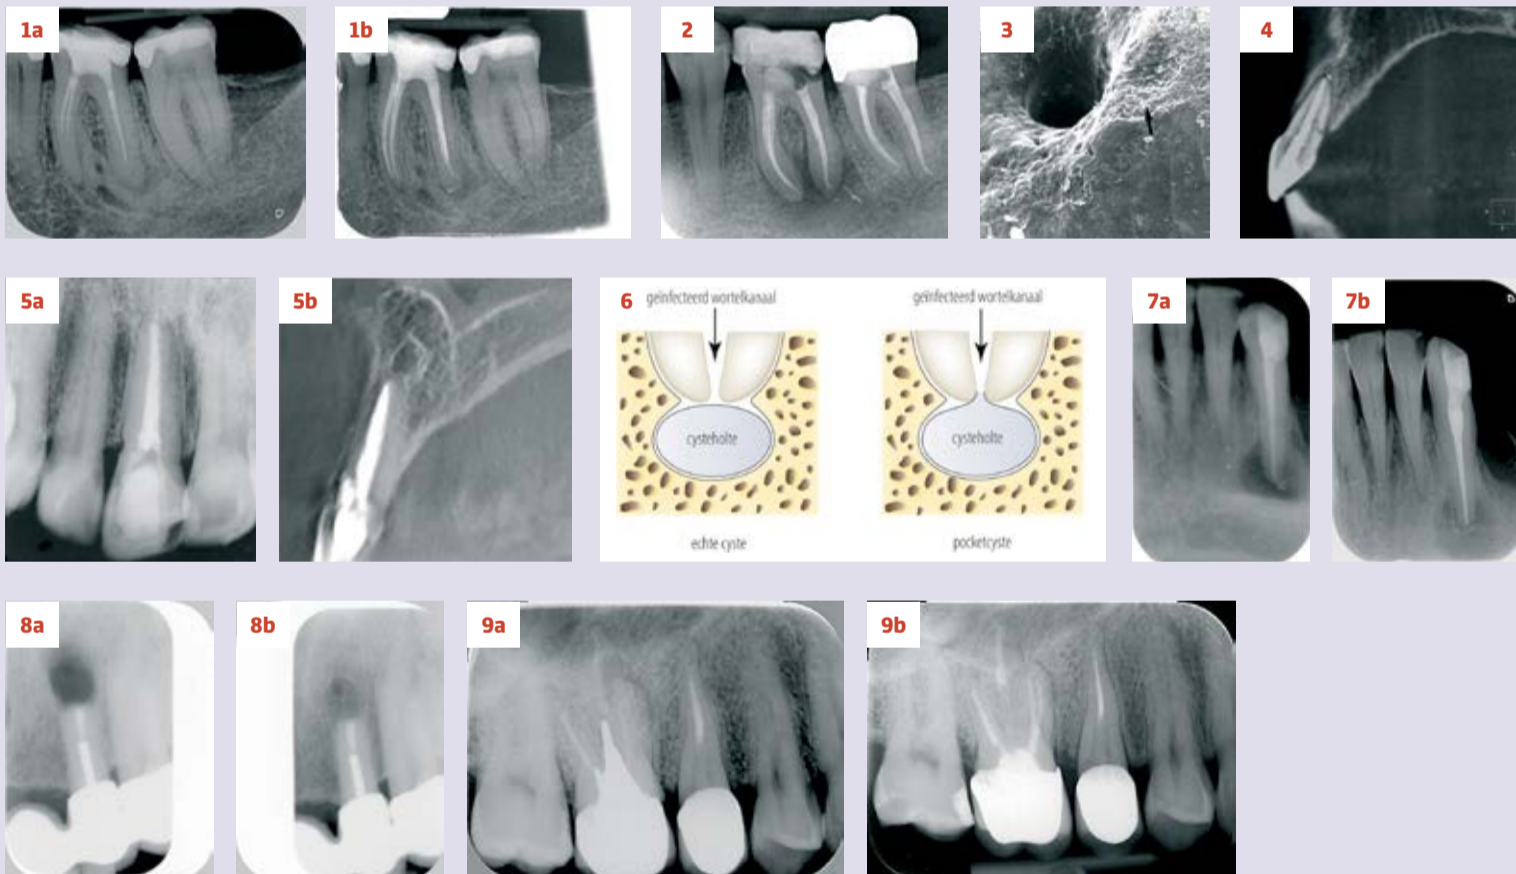 1a
1b
2
3
4
5a
5b
6
geïnfecteerd wortelkanaal
geïnfecteerd wortelkanaal
cysteholte
cysteholte
echte cyste
pocketcyste
7a
7b
8a
8b
9a
9b